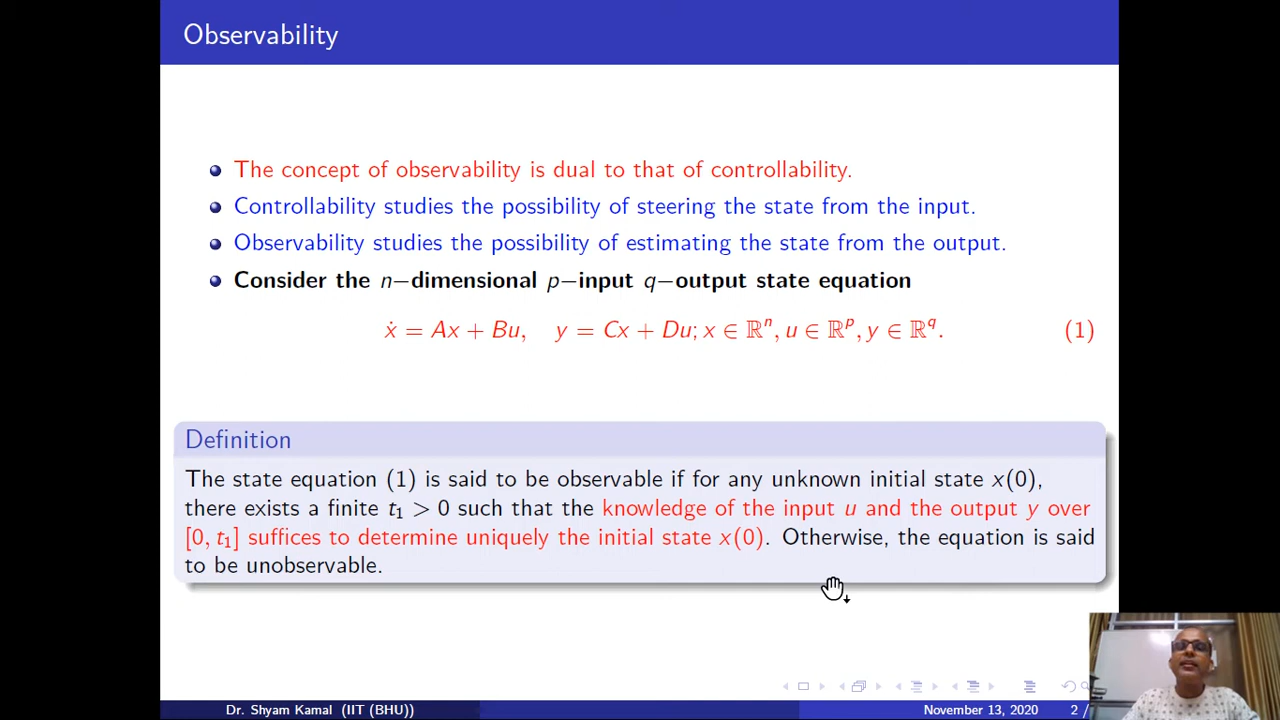 Observability
The concept of observability is dual to that of controllability.
Controllability studies the possibility of steering the state from the input.
Observability studies the possibility of estimating the state from the output.
Consider the n−dimensional p−input q−output state equation
ẋ = Ax + Bu, y = Cx + Du; x ∈ ℝⁿ, u ∈ ℝᵖ, y ∈ ℝ^q. (1)
Definition
The state equation (1) is said to be observable if for any unknown initial state x(0),
there exists a finite t₁ > 0 such that the knowledge of the input u and the output y over
[0, t₁] suffices to determine uniquely the initial state x(0). Otherwise, the equation is said
to be unobservable.
Dr. Shyam Kamal (IIT (BHU)) November 13, 2020 2 /